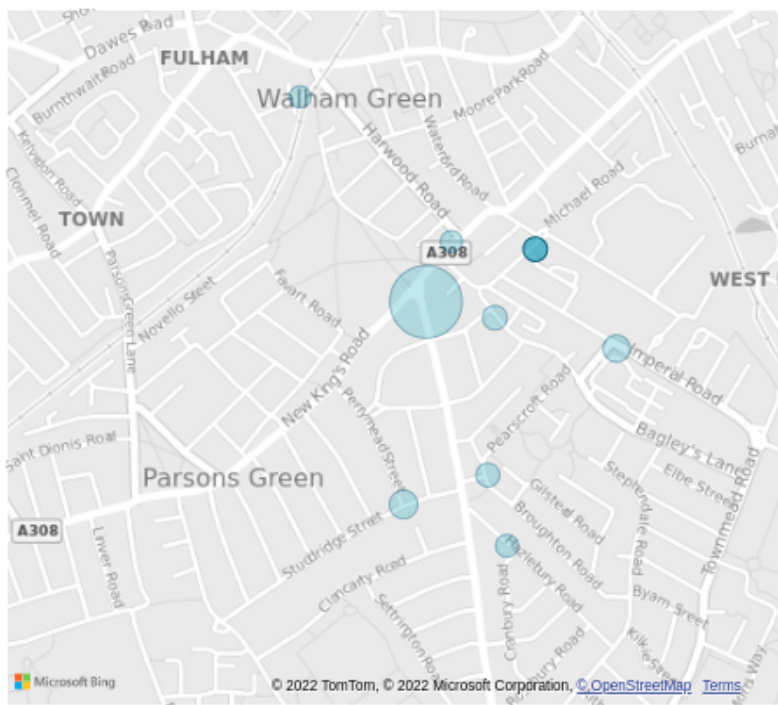 Dawes Road
FULHAM
Burnthwaite Road
Walham Green
Moore Park Road
Kelvedon Road
Harwood Road
Waterford Road
Clonmel Road
Michael Road
TOWN
A308
Parsons Green Lane
Favart Road
WEST
Novello Street
New King's Road
Imperial Road
Perrymead Street
Pearscroft Road
Bagley's Lane
Sant Dionis Road
Parsons Green
Elbe Street
Stephendale Road
Gilstead Road
Studdridge Street
Broughton Road
Townmead Road
A308
Linver Road
Hazlebury Road
Clancarty Road
Byam Street
Cranbury Road
Settrington Road
Microsoft Bing
© 2022 TomTom, © 2022 Microsoft Corporation, © OpenStreetMap Terms